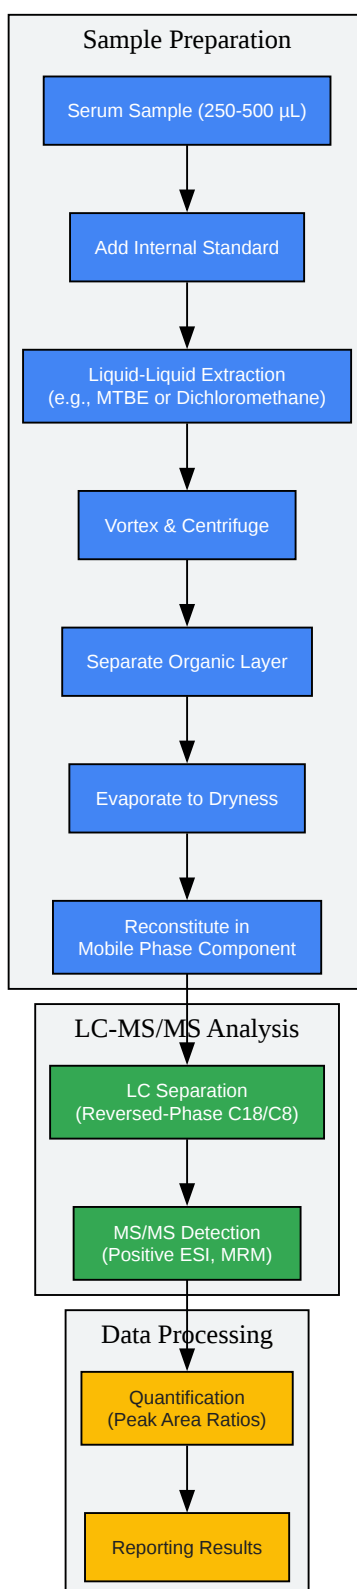 Sample Preparation
Serum Sample (250-500 µL)
Add Internal Standard
Liquid-Liquid Extraction
(e.g., MTBE or Dichloromethane)
Vortex & Centrifuge
Separate Organic Layer
Evaporate to Dryness
Reconstitute in
Mobile Phase Component
LC-MS/MS Analysis
LC Separation
(Reversed-Phase C18/C8)
MS/MS Detection
(Positive ESI, MRM)
Data Processing
Quantification
(Peak Area Ratios)
Reporting Results